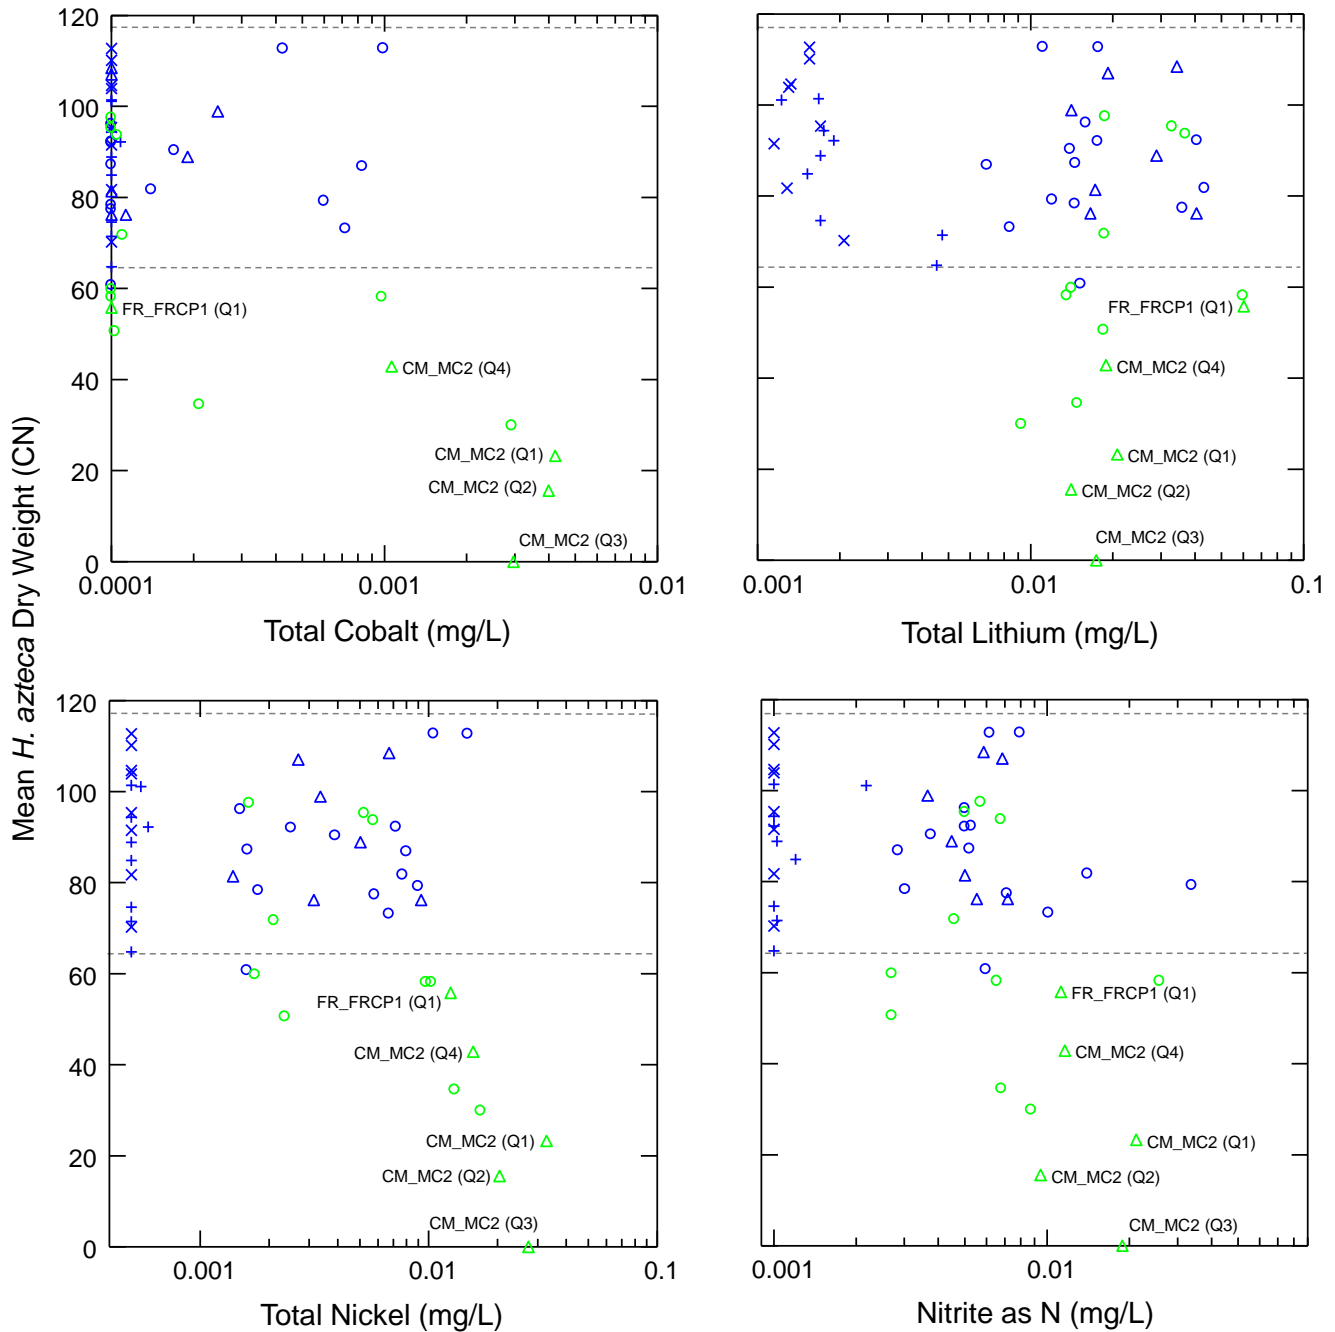 Mean H. azteca Dry Weight (CN)
120
100
80
60
40
20
0
FR_FRCP1 (Q1)
CM_MC2 (Q4)
CM_MC2 (Q1)
CM_MC2 (Q2)
CM_MC2 (Q3)
0.0001
0.001
0.01
Total Cobalt (mg/L)
FR_FRCP1 (Q1)
CM_MC2 (Q4)
CM_MC2 (Q1)
CM_MC2 (Q2)
CM_MC2 (Q3)
0.001
0.01
0.1
Total Lithium (mg/L)
120
100
80
60
40
20
0
FR_FRCP1 (Q1)
CM_MC2 (Q4)
CM_MC2 (Q1)
CM_MC2 (Q2)
CM_MC2 (Q3)
0.001
0.01
0.1
Total Nickel (mg/L)
FR_FRCP1 (Q1)
CM_MC2 (Q4)
CM_MC2 (Q1)
CM_MC2 (Q2)
CM_MC2 (Q3)
0.001
0.01
Nitrite as N (mg/L)